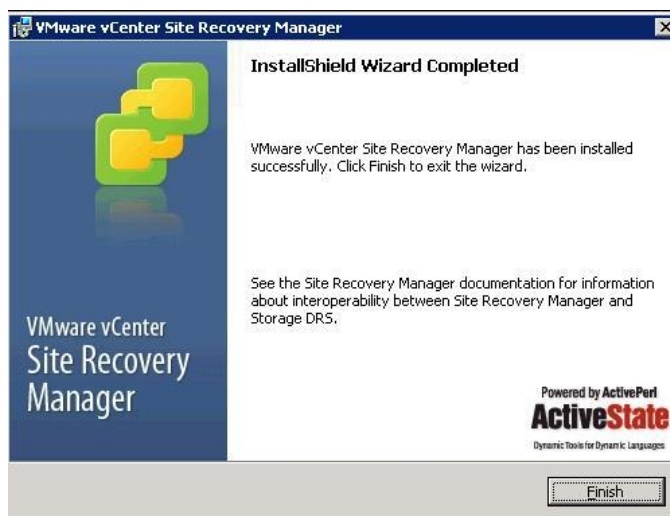 VMware vCenter Site Recovery Manager
InstallShield Wizard Completed
VMware vCenter Site Recovery Manager has been installed
successfully. Click Finish to exit the wizard.
See the Site Recovery Manager documentation for information
about interoperability between Site Recovery Manager and
Storage DRS.
VMware vCenter
Site Recovery
Manager
Powered by ActivePerl
ActiveState
Dynamic Tools for Dynamic Languages
Finish